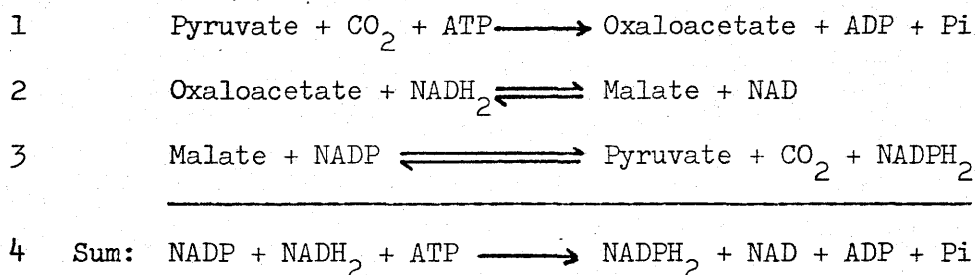 1 Pyruvate + CO₂ + ATP ⟶ Oxaloacetate + ADP + Pi
2 Oxaloacetate + NADH₂ ⇌ Malate + NAD
3 Malate + NADP ⇌ Pyruvate + CO₂ + NADPH₂
4 Sum: NADP + NADH₂ + ATP ⟶ NADPH₂ + NAD + ADP + Pi